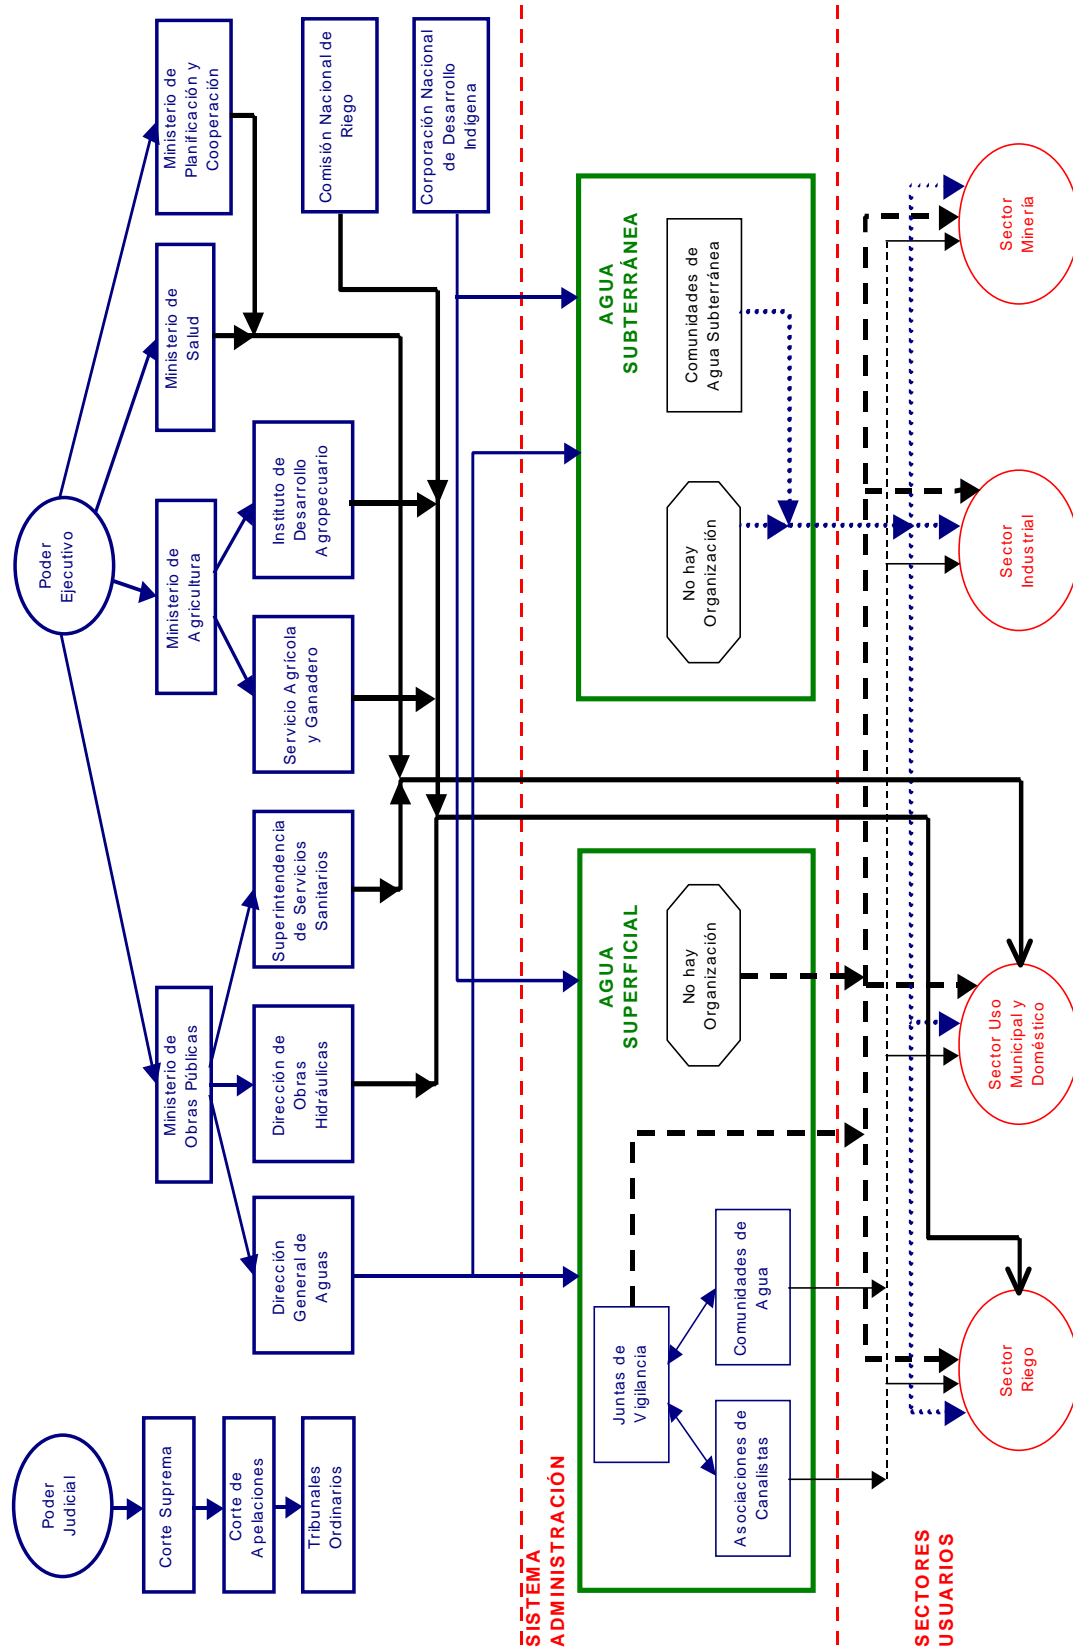 Poder
Judicial
Corte Suprema
Corte de
Apelaciones
Tribunales
Ordinarios
Poder
Ejecutivo
Ministerio de
Obras Públicas
Ministerio de
Agricultura
Ministerio de
Salud
Ministerio de
Planificación y
Cooperación
Dirección
General de
Aguas
Dirección de
Obras
Hidráulicas
Superintendencia
de Servicios
Sanitarios
Servicio Agrícola
y Ganadero
Instituto de
Desarrollo
Agropecuario
Comisión Nacional de
Riego
Corporación Nacional
de Desarrollo
Indígena
SISTEMA
ADMINISTRACIÓN
AGUA
SUPERFICIAL
Juntas de
Vigilancia
Asociaciones de
Canalistas
Comunidades de
Agua
No hay
Organización
AGUA
SUBTERRÁNEA
No hay
Organización
Comunidades de
Agua Subterránea
SECTORES
USUARIOS
Sector
Riego
Sector Uso
Municipal y
Doméstico
Sector
Industrial
Sector
Minería